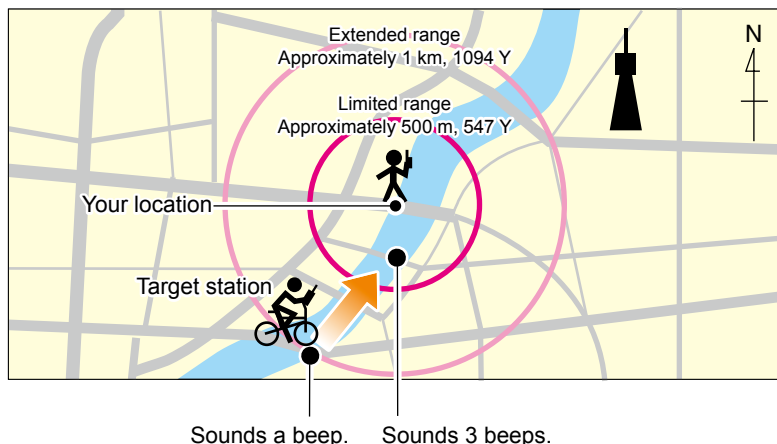 Extended range
Approximately 1 km, 1094 Y
N
Limited range
Approximately 500 m, 547 Y
Your location
Target station
Sounds a beep.
Sounds 3 beeps.